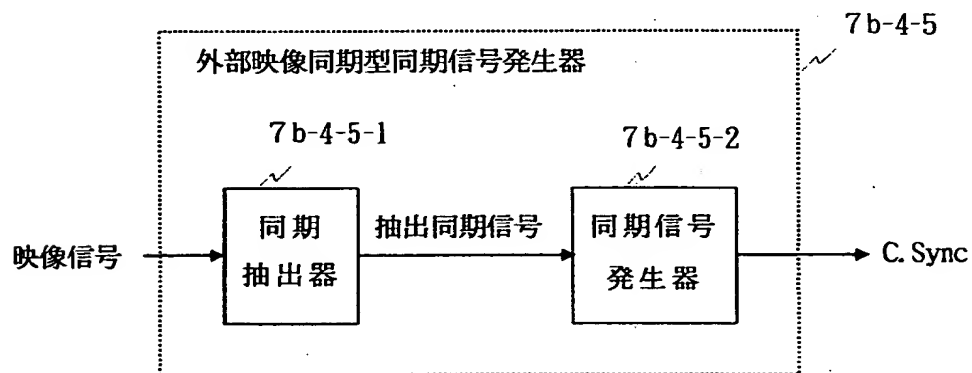 7b-4-5
外部映像同期型同期信号発生器
7b-4-5-1
7b-4-5-2
映像信号
同期
抽出器
抽出同期信号
同期信号
発生器
C. Sync